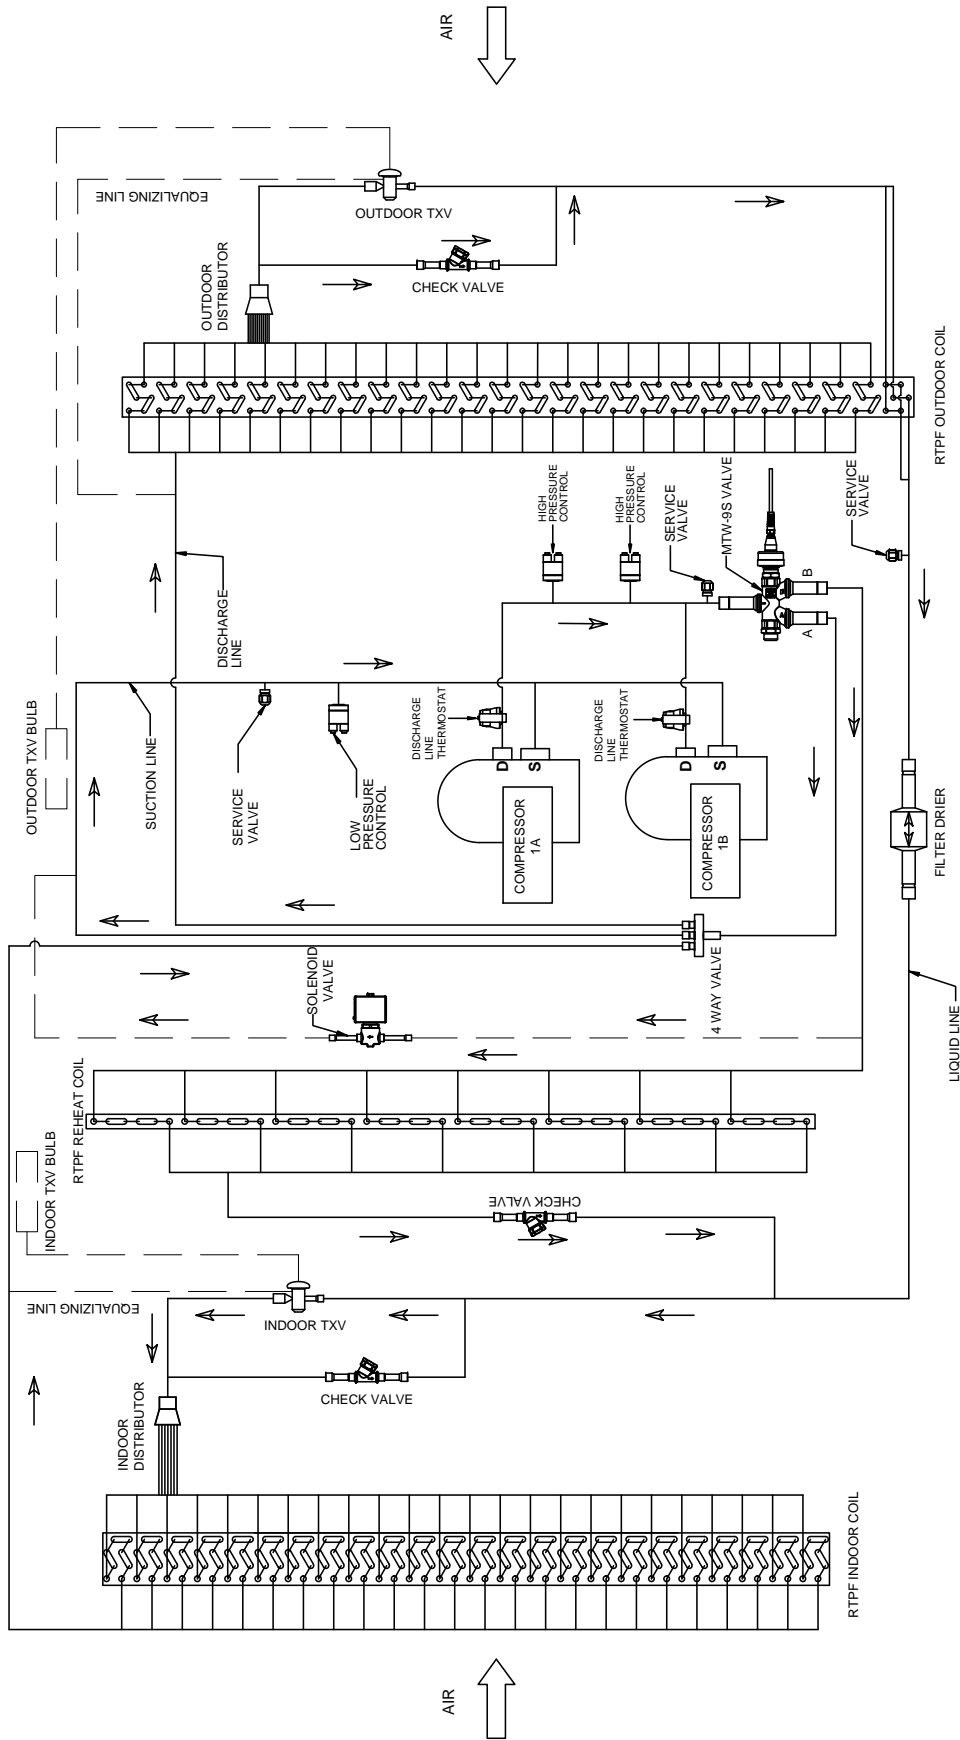 AIR
EQUALIZING LINE
OUTDOOR TXV
OUTDOOR
DISTRIBUTOR
CHECK VALVE
RTPF OUTDOOR COIL
OUTDOOR TXV BULB
DISCHARGE
LINE
SUCTION LINE
SERVICE
VALVE
LOW
PRESSURE
CONTROL
HIGH
PRESSURE
CONTROL
HIGH
PRESSURE
CONTROL
SERVICE
VALVE
MTW-9S VALVE
A
B
SERVICE
VALVE
DISCHARGE
LINE
THERMOSTAT
D
S
COMPRESSOR
1A
DISCHARGE
LINE
THERMOSTAT
D
S
COMPRESSOR
1B
FILTER DRIER
4 WAY VALVE
SOLENOID
VALVE
LIQUID LINE
RTPF REHEAT COIL
INDOOR TXV BULB
CHECK VALVE
EQUALIZING LINE
INDOOR TXV
CHECK VALVE
INDOOR
DISTRIBUTOR
RTPF INDOOR COIL
AIR